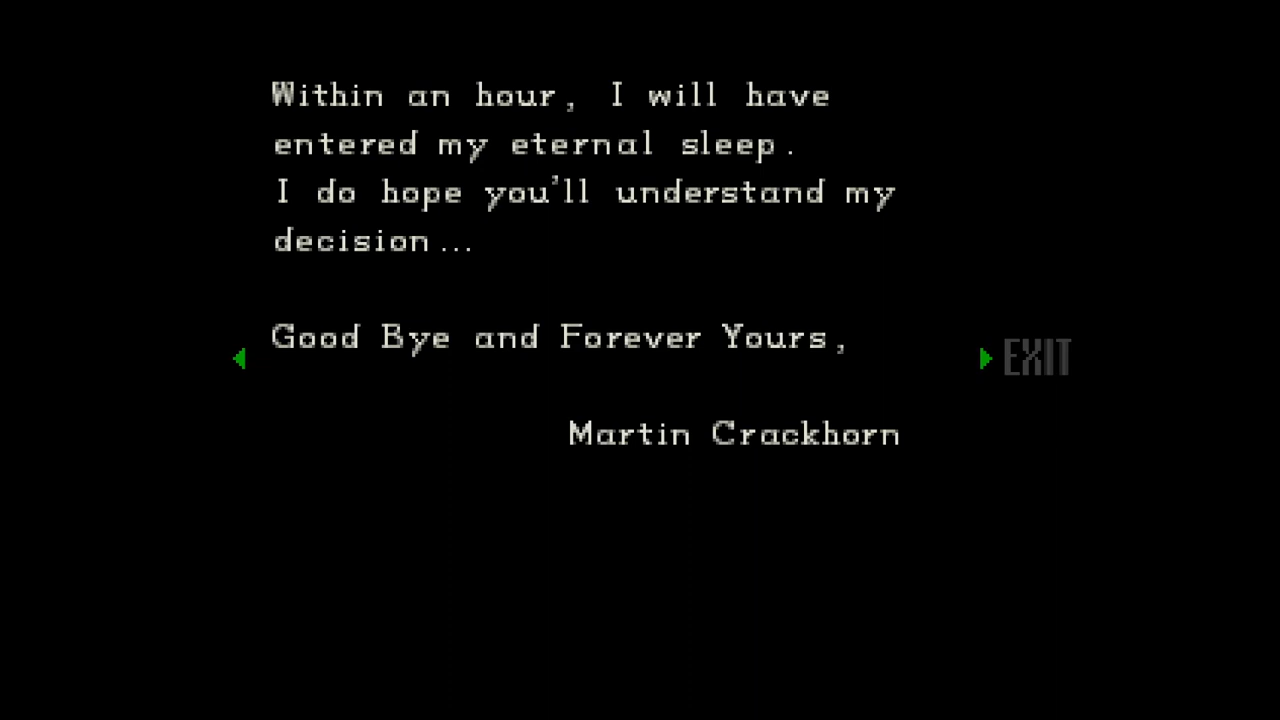 Within an hour, I will have
entered my eternal sleep.
I do hope you'll understand my
decision...
Good Bye and Forever Yours,
EXIT
Martin Crackhorn